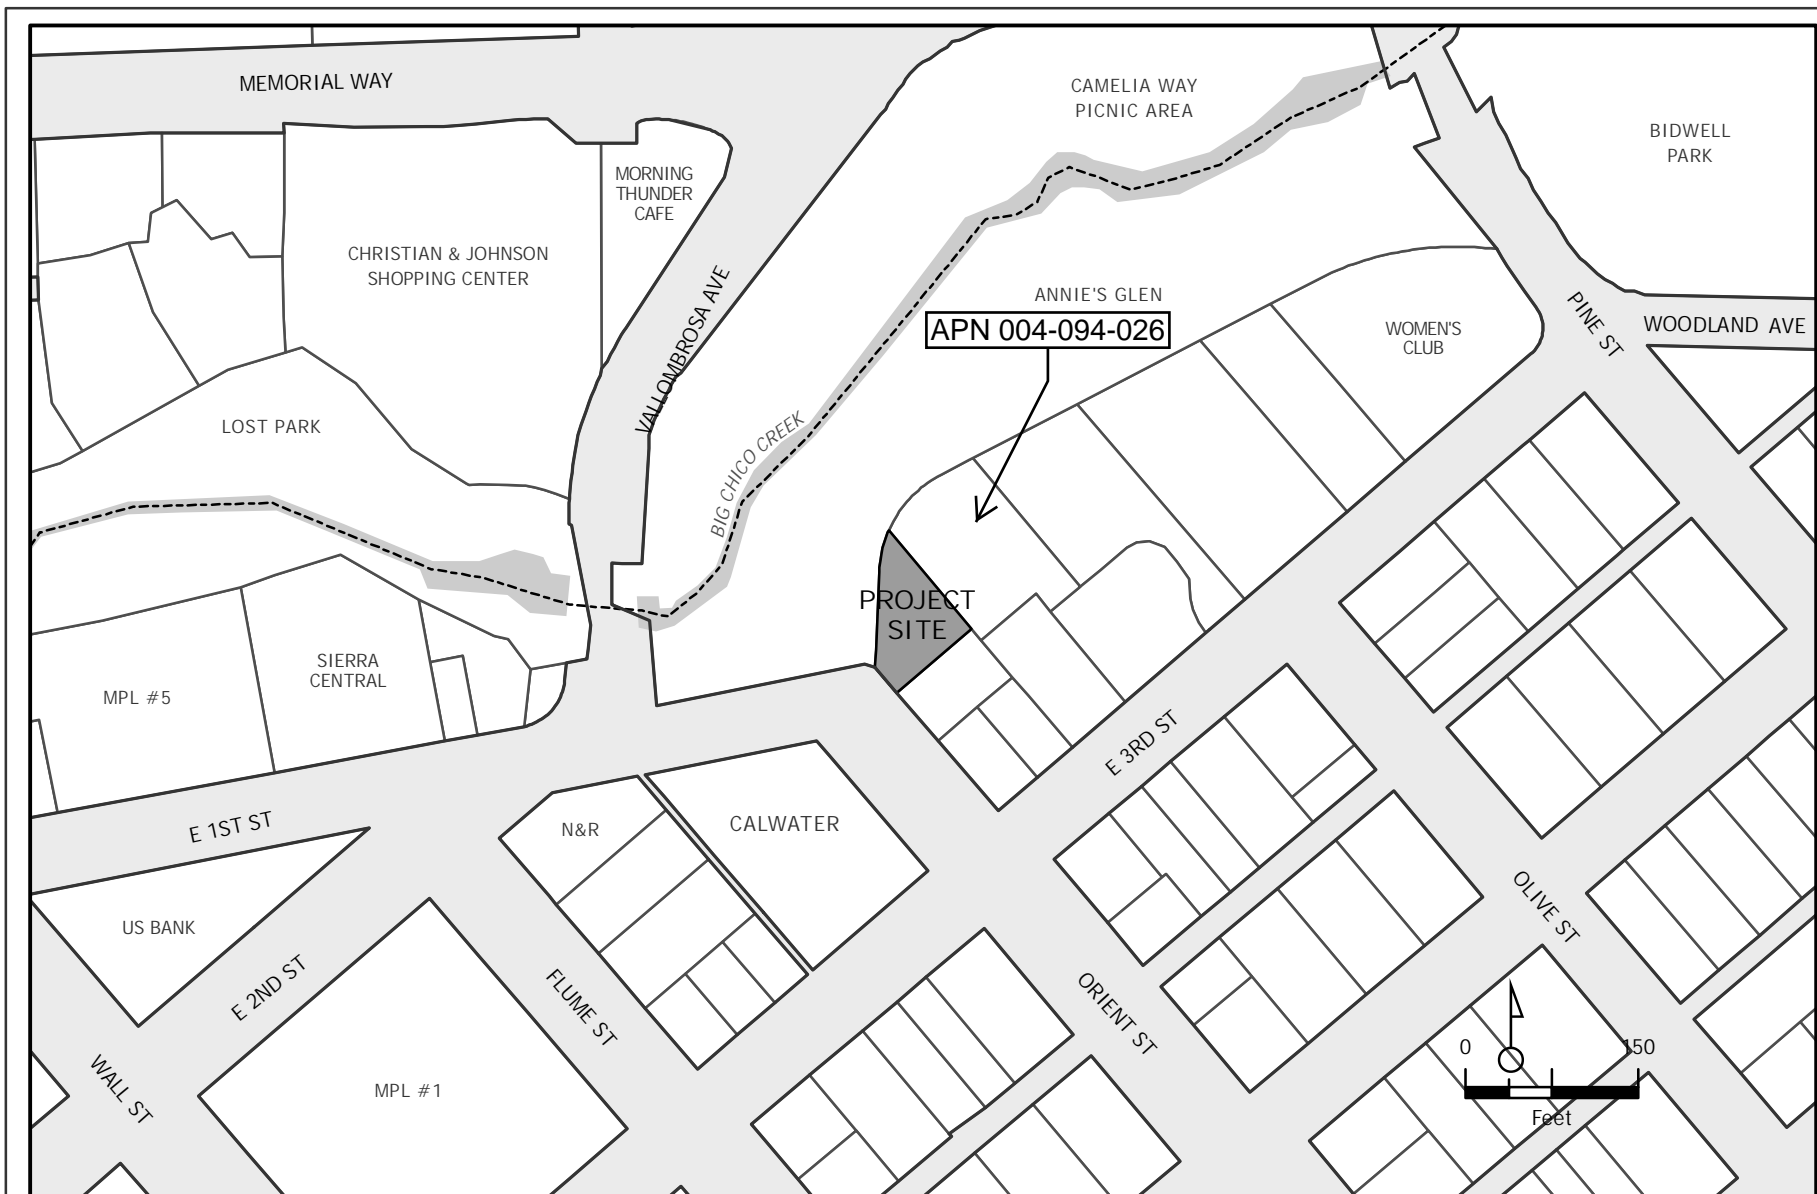 MEMORIAL WAY
CAMELIA WAY
PICNIC AREA
BIDWELL
PARK
MORNING
THUNDER
CAFE
CHRISTIAN & JOHNSON
SHOPPING CENTER
VALLOMBROSA AVE
ANNIE'S GLEN
APN 004-094-026
WOMEN'S
CLUB
PINE ST
WOODLAND AVE
LOST PARK
BIG CHICO CREEK
PROJECT
SITE
SIERRA
CENTRAL
MPL #5
E 3RD ST
E 1ST ST
N&R
CALWATER
US BANK
OLIVE ST
E 2ND ST
FLUME ST
ORIENT ST
WALL ST
MPL #1
0 150
Feet